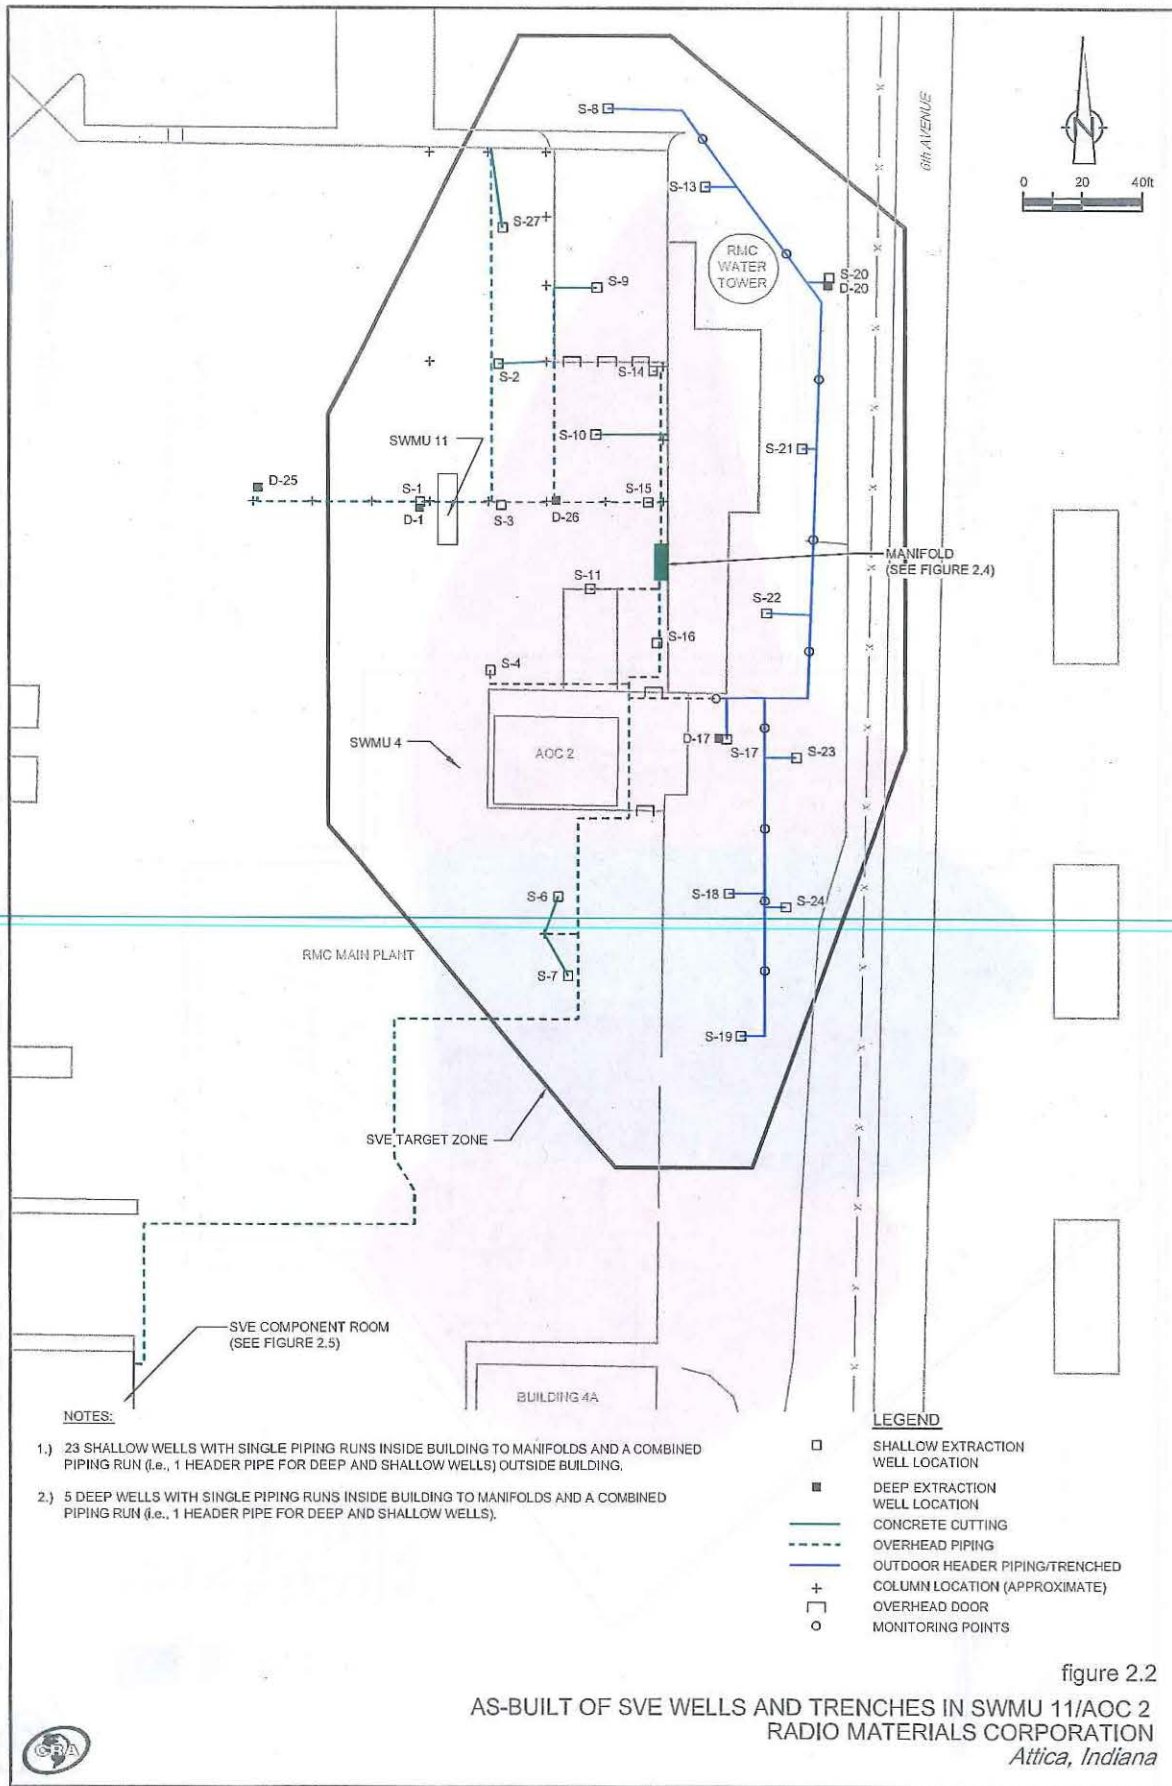 S-8
6th AVENUE
N
0 20 40ft
S-13
S-27
RMC
WATER
TOWER
S-20
D-20
S-9
S-2
S-14
SWMU 11
S-10
S-21
D-25
S-1
D-1
S-3
D-26
S-15
MANIFOLD
(SEE FIGURE 2.4)
S-11
S-22
S-16
S-4
SWMU 4
AOC 2
D-17
S-17
S-23
S-6
S-18
S-24
RMC MAIN PLANT
S-7
S-19
SVE TARGET ZONE
SVE COMPONENT ROOM
(SEE FIGURE 2.5)
BUILDING 4A
NOTES:
1.) 23 SHALLOW WELLS WITH SINGLE PIPING RUNS INSIDE BUILDING TO MANIFOLDS AND A COMBINED
PIPING RUN (i.e., 1 HEADER PIPE FOR DEEP AND SHALLOW WELLS) OUTSIDE BUILDING.
2.) 5 DEEP WELLS WITH SINGLE PIPING RUNS INSIDE BUILDING TO MANIFOLDS AND A COMBINED
PIPING RUN (i.e., 1 HEADER PIPE FOR DEEP AND SHALLOW WELLS).
LEGEND
SHALLOW EXTRACTION
WELL LOCATION
DEEP EXTRACTION
WELL LOCATION
CONCRETE CUTTING
OVERHEAD PIPING
OUTDOOR HEADER PIPING/TRENCHED
COLUMN LOCATION (APPROXIMATE)
OVERHEAD DOOR
MONITORING POINTS
figure 2.2
AS-BUILT OF SVE WELLS AND TRENCHES IN SWMU 11/AOC 2
RADIO MATERIALS CORPORATION
Attica, Indiana
CRA